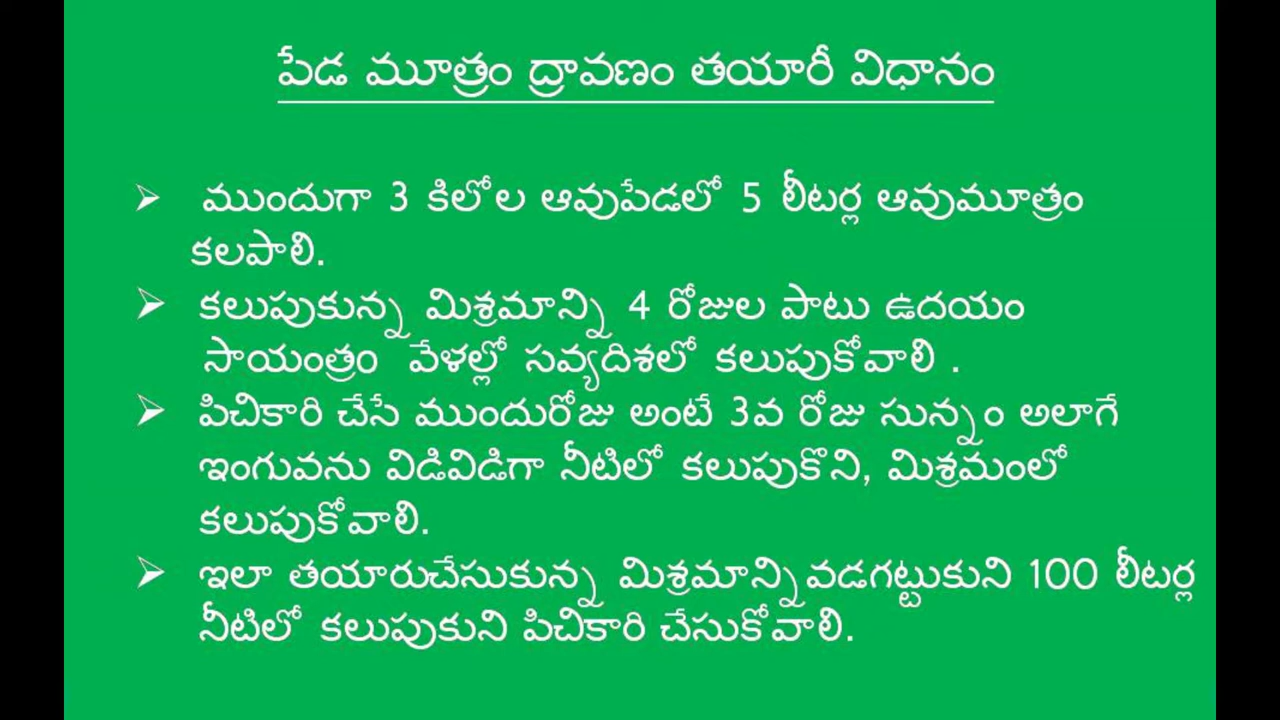 పేడ మూత్రం ద్రావణం తయారీ విధానం
ముందుగా 3 కిలోల ఆవుపేడలో 5 లీటర్ల ఆవుమూత్రం
కలపాలి.
కలుపుకున్న మిశ్రమాన్ని 4 రోజుల పాటు ఉదయం
సాయంత్రం వేళల్లో సవ్యదిశలో కలుపుకోవాలి .
పిచికారి చేసే ముందురోజు అంటే 3వ రోజు సున్నం అలాగే
ఇంగువను విడివిడిగా నీటిలో కలుపుకొని, మిశ్రమంలో
కలుపుకోవాలి.
ఇలా తయారుచేసుకున్న మిశ్రమాన్ని వడగట్టుకుని 100 లీటర్ల
నీటిలో కలుపుకుని పిచికారి చేసుకోవాలి.